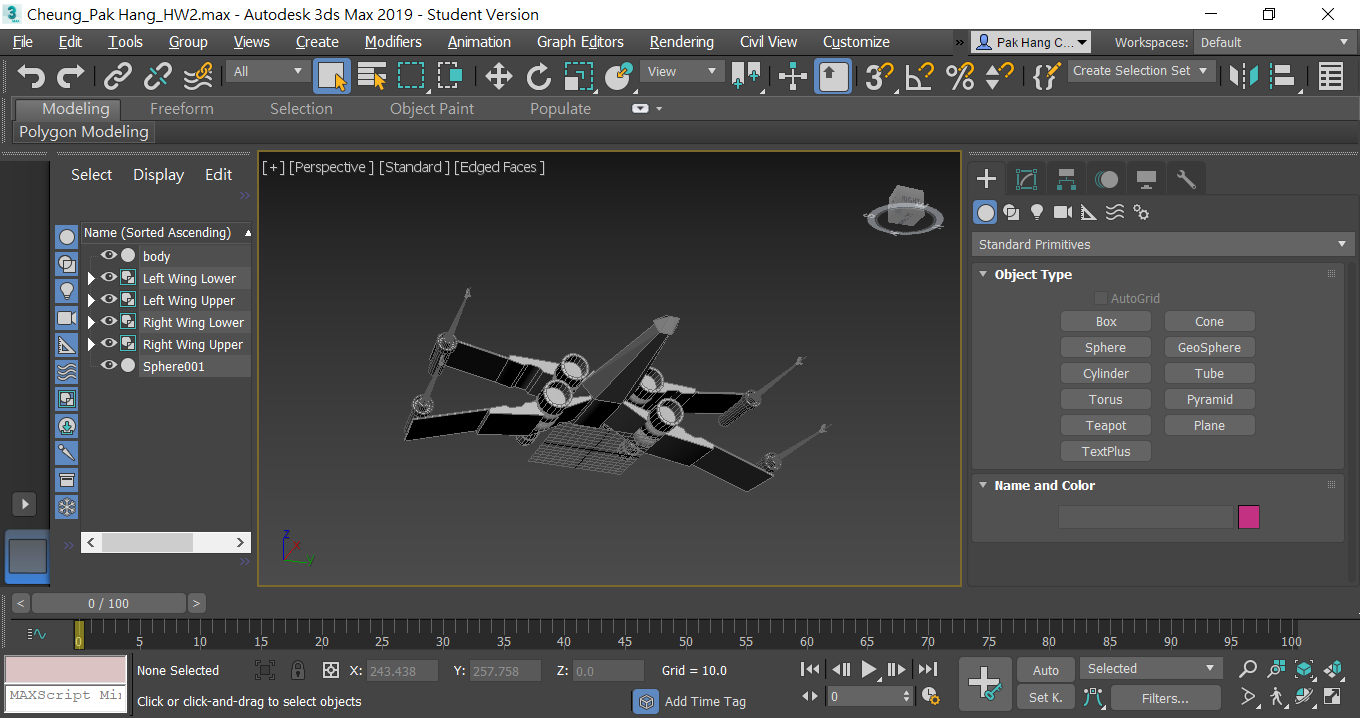 Cheung_Pak Hang_HW2.max - Autodesk 3ds Max 2019 - Student Version
File Edit Tools Group Views Create Modifiers Animation Graph Editors Rendering Civil View Customize » Pak Hang C... Workspaces: Default
All View Create Selection Set
Modeling Freeform Selection Object Paint Populate
Polygon Modeling
Select Display Edit
Name (Sorted Ascending)
body
Left Wing Lower
Left Wing Upper
Right Wing Lower
Right Wing Upper
Sphere001
[+] [Perspective ] [Standard ] [Edged Faces ]
z
x
y
Standard Primitives
Object Type
AutoGrid
Box Cone
Sphere GeoSphere
Cylinder Tube
Torus Pyramid
Teapot Plane
TextPlus
Name and Color
< 0 / 100 >
0 5 10 15 20 25 30 35 40 45 50 55 60 65 70 75 80 85 90 95 100
None Selected X: 243.438 Y: 257.758 Z: 0.0 Grid = 10.0 Auto Selected
MAXScript Mi
Click or click-and-drag to select objects Add Time Tag 0 Set K. Filters...